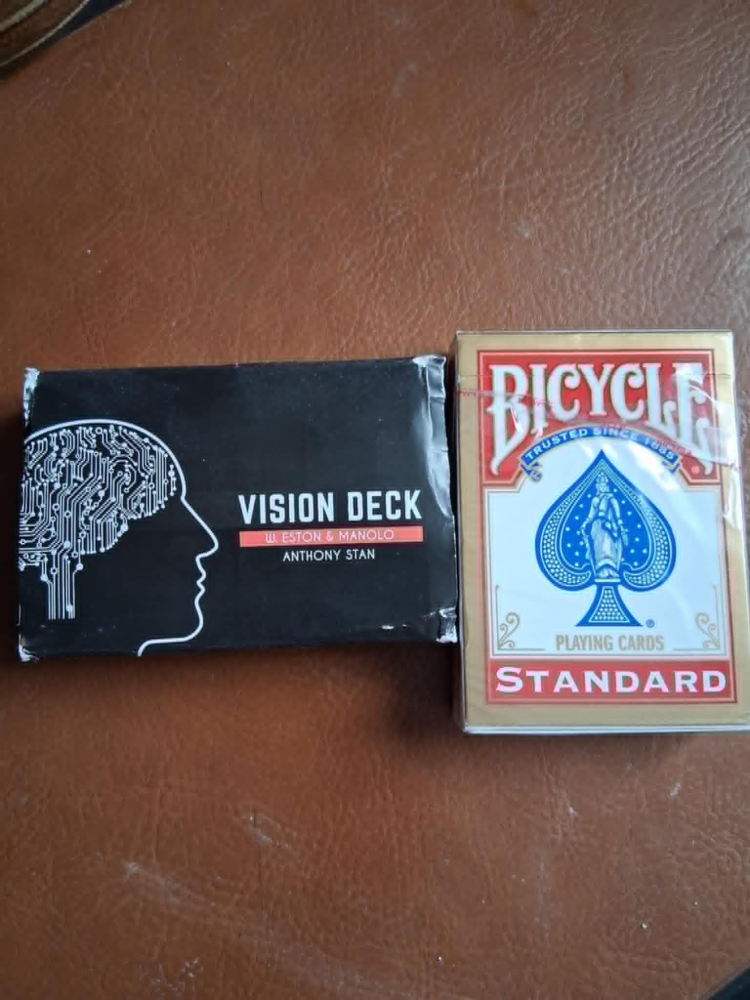 VISION DECK
W. ESTON & MANOLO
ANTHONY STAN
BICYCLE
®
TRUSTED SINCE 1885
®
PLAYING CARDS
STANDARD